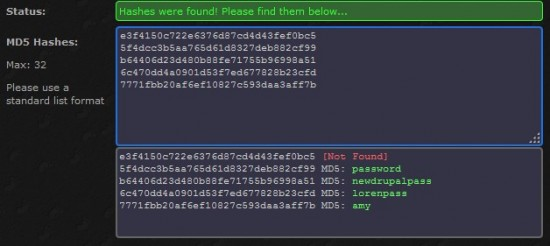 Status:
Hashes were found! Please find them below...
MD5 Hashes:
Max: 32
Please use a
standard list format
e3f4150c722e6376d87cd4d43fef0bc5
5f4dcc3b5aa765d61d8327deb882cf99
b64406d23d480b88fe71755b96998a51
6c470dd4a0901d53f7ed677828b23cfd
7771fbb20af6ef10827c593daa3aff7b
e3f4150c722e6376d87cd4d43fef0bc5 [Not Found]
5f4dcc3b5aa765d61d8327deb882cf99 MD5: password
b64406d23d480b88fe71755b96998a51 MD5: newdrupalpass
6c470dd4a0901d53f7ed677828b23cfd MD5: lorenpass
7771fbb20af6ef10827c593daa3aff7b MD5: amy